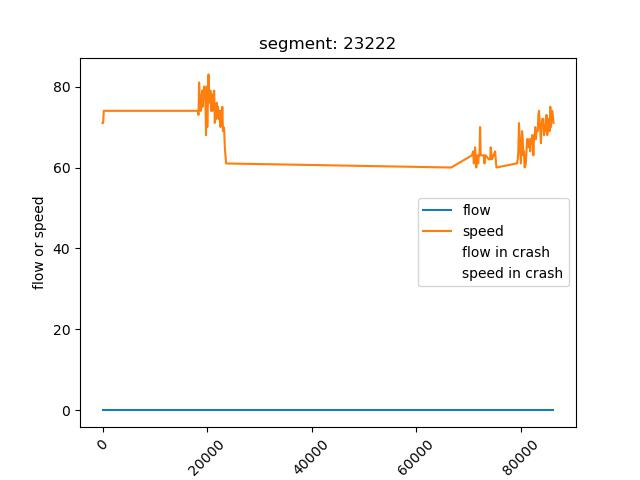 segment: 23222
80
60
40
20
0
flow or speed
flow
speed
flow in crash
speed in crash
0
20000
40000
60000
80000